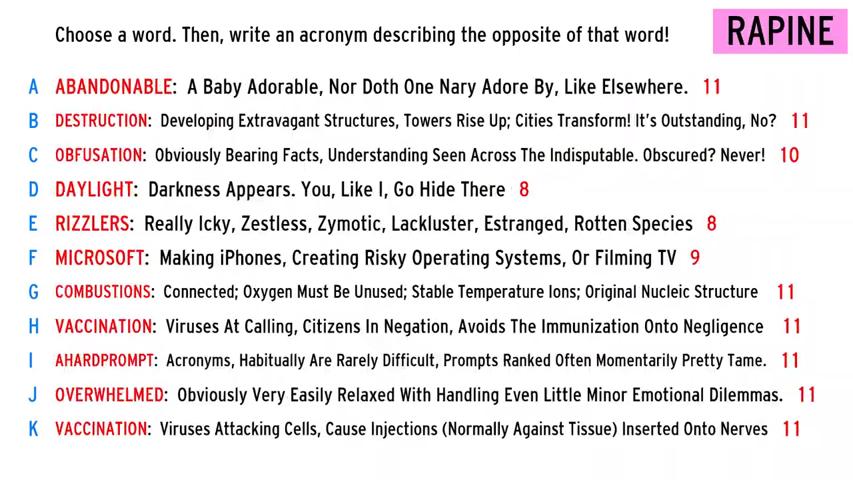 Choose a word. Then, write an acronym describing the opposite of that word!
RAPINE
A ABANDONABLE: A Baby Adorable, Nor Doth One Nary Adore By, Like Elsewhere. 11
B DESTRUCTION: Developing Extravagant Structures, Towers Rise Up; Cities Transform! It's Outstanding, No? 11
C OBFUSATION: Obviously Bearing Facts, Understanding Seen Across The Indisputable. Obscured? Never! 10
D DAYLIGHT: Darkness Appears. You, Like I, Go Hide There 8
E RIZZLERS: Really Icky, Zestless, Zymotic, Lackluster, Estranged, Rotten Species 8
F MICROSOFT: Making iPhones, Creating Risky Operating Systems, Or Filming TV 9
G COMBUSTIONS: Connected; Oxygen Must Be Unused; Stable Temperature Ions; Original Nucleic Structure 11
H VACCINATION: Viruses At Calling, Citizens In Negation, Avoids The Immunization Onto Negligence 11
I AHARDPROMPT: Acronyms, Habitually Are Rarely Difficult, Prompts Ranked Often Momentarily Pretty Tame. 11
J OVERWHELMED: Obviously Very Easily Relaxed With Handling Even Little Minor Emotional Dilemmas. 11
K VACCINATION: Viruses Attacking Cells, Cause Injections (Normally Against Tissue) Inserted Onto Nerves 11